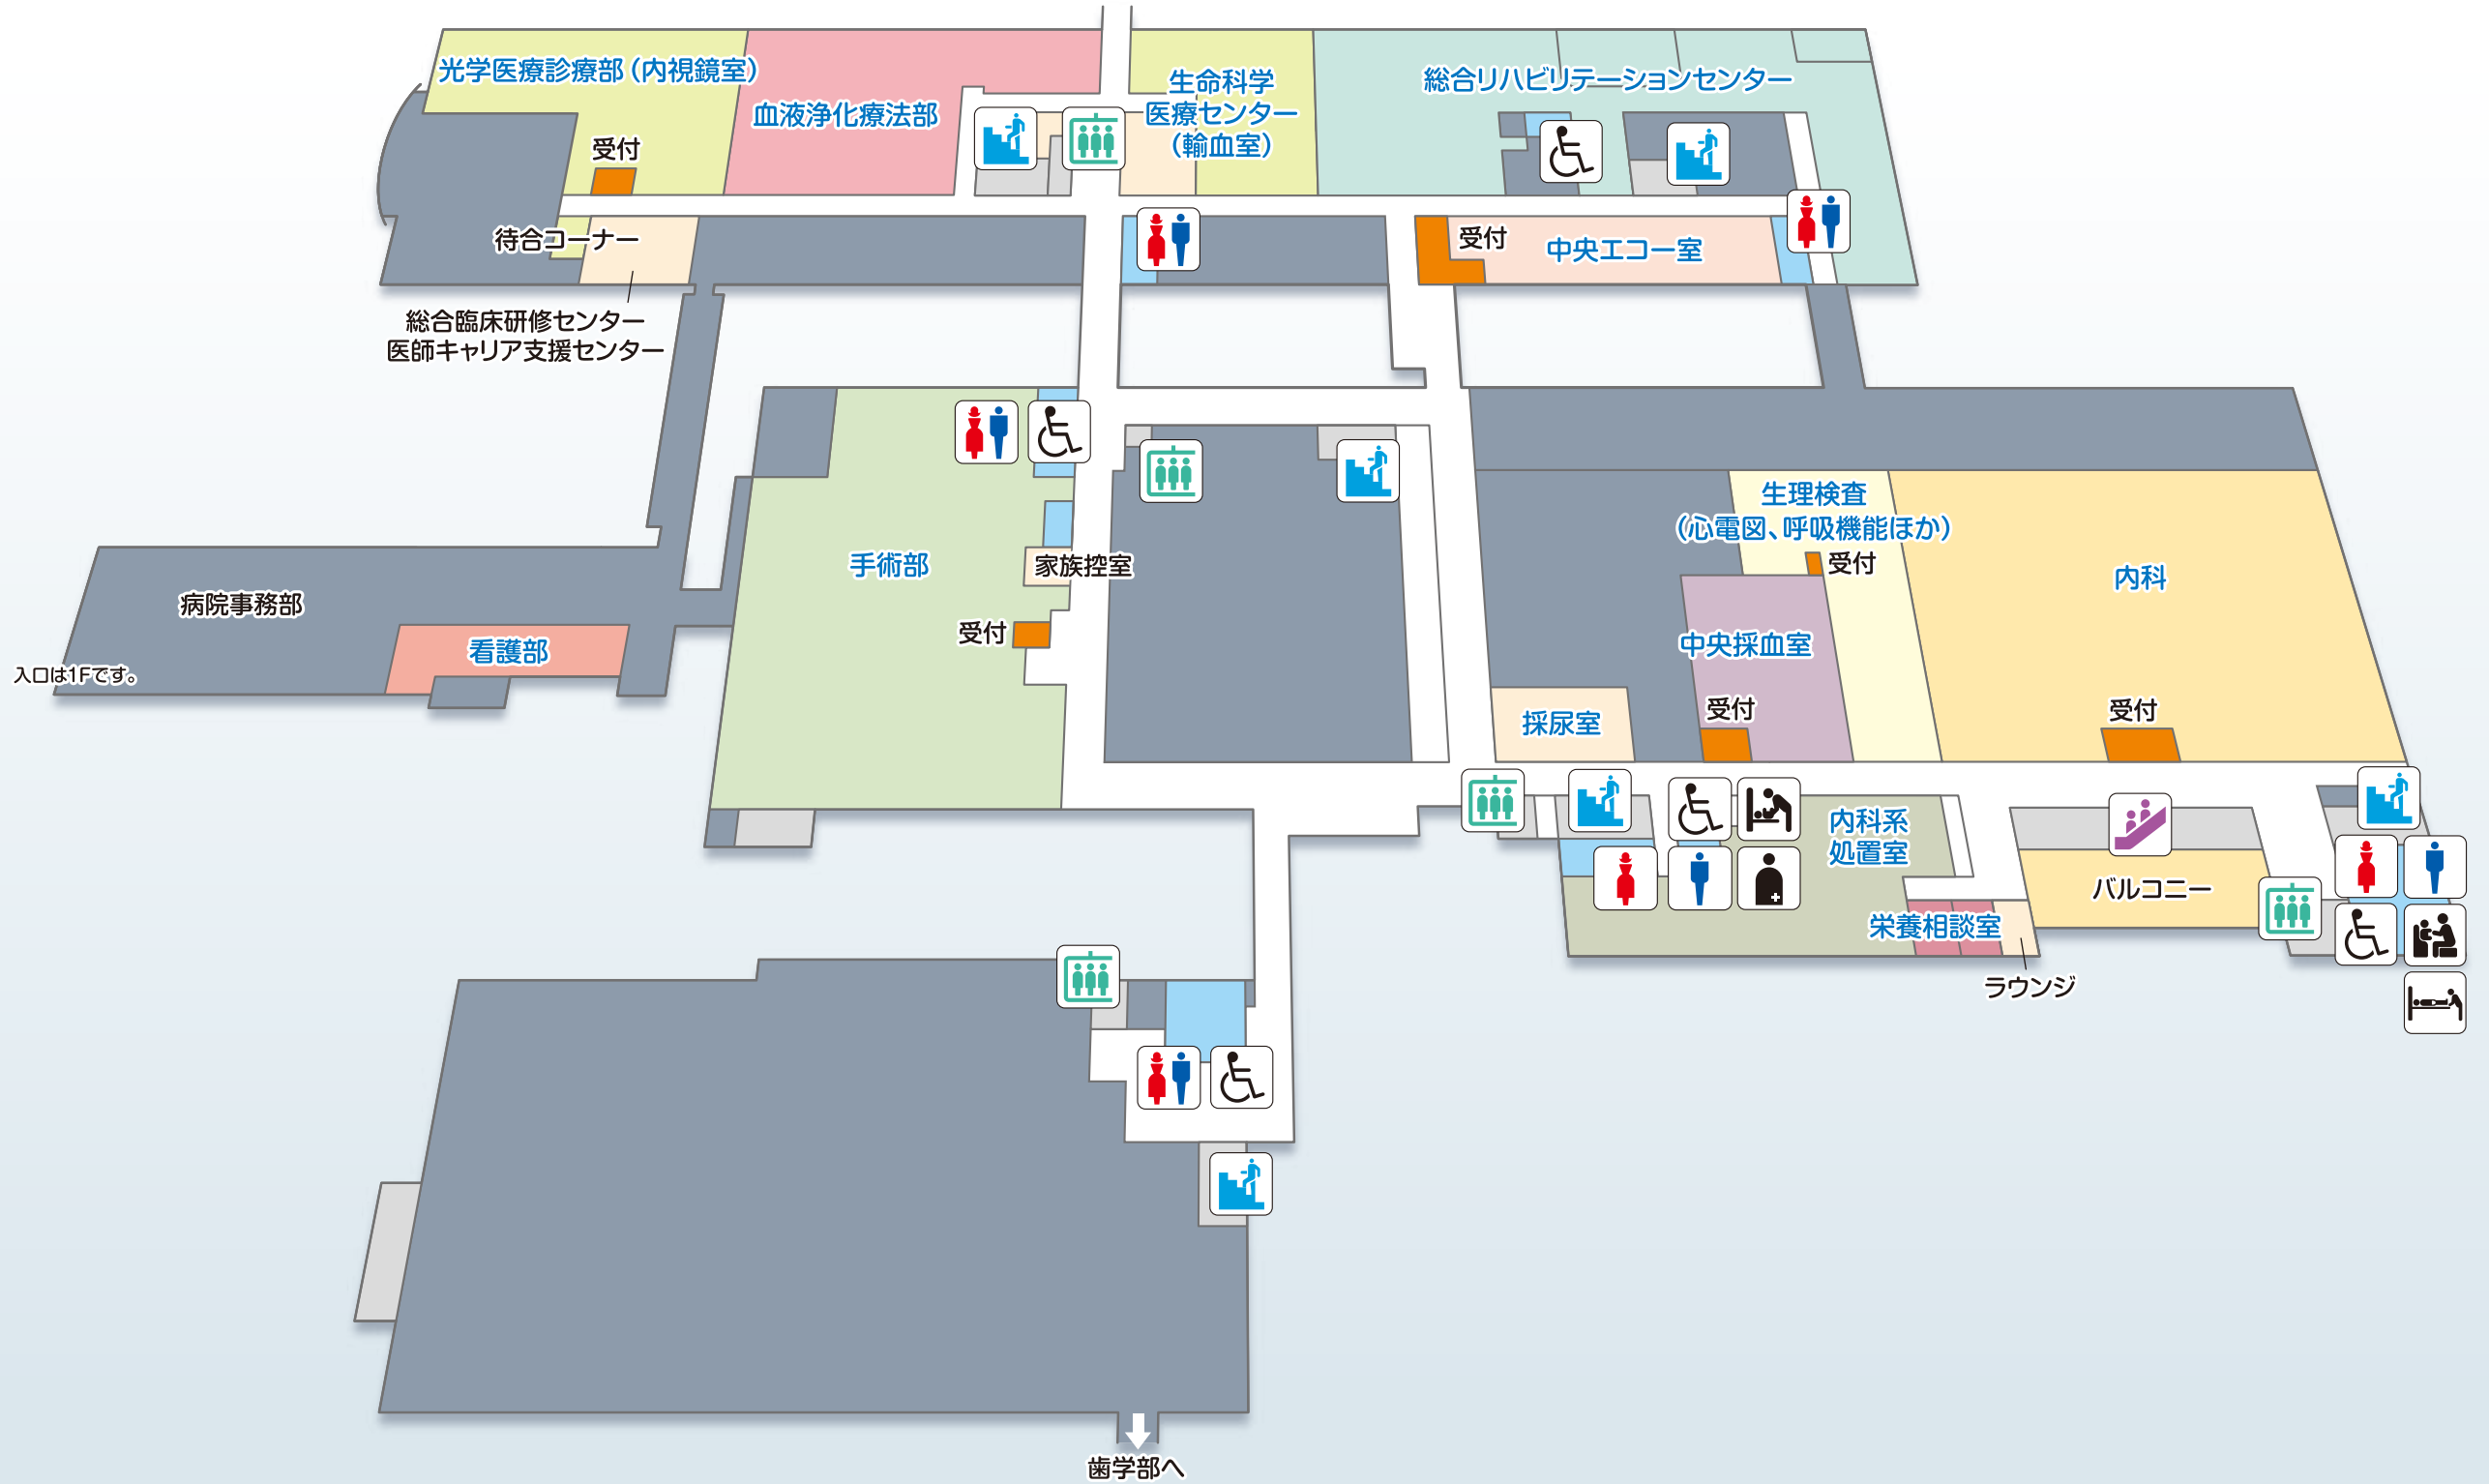 光学医療診療部（内視鏡室）
血液浄化療法部
生命科学
医療センター
（輸血室）
総合リハビリテーションセンター
受付
待合コーナー
総合臨床研修センター
医師キャリア支援センター
受付
中央エコー室
生理検査
（心電図、呼吸機能ほか）
受付
内科
手術部
家族控室
受付
病院事務部
看護部
入口は1Fです。
中央採血室
受付
採尿室
受付
内科系
処置室
バルコニー
栄養相談室
ラウンジ
歯学部へ